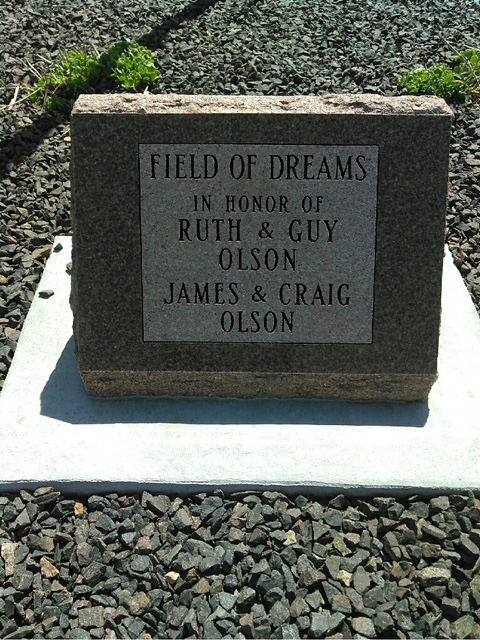 FIELD OF DREAMS
IN HONOR OF
RUTH & GUY
OLSON
JAMES & CRAIG
OLSON